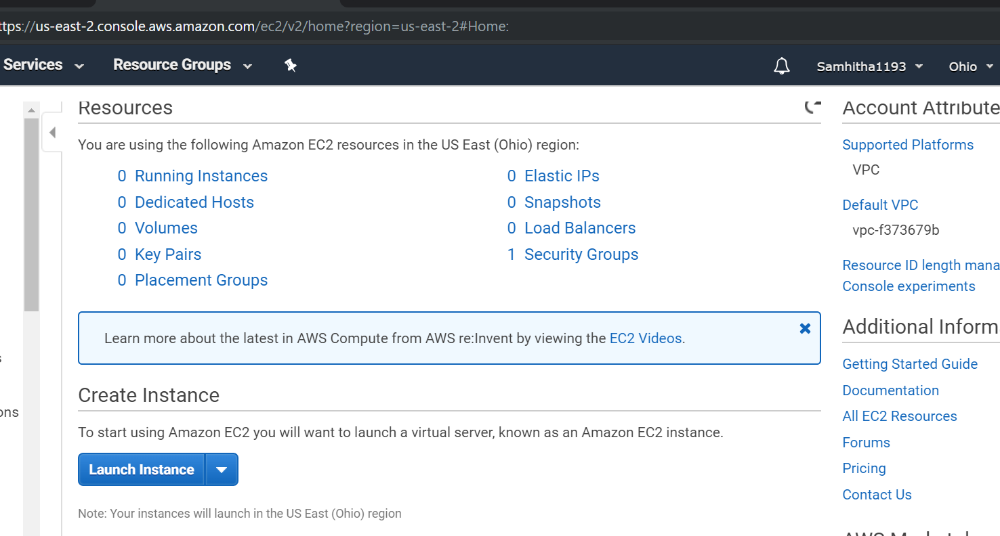 ttps://us-east-2.console.aws.amazon.com/ec2/v2/home?region=us-east-2#Home:
Services Resource Groups Samhitha1193 Ohio
Resources
You are using the following Amazon EC2 resources in the US East (Ohio) region:
0 Running Instances
0 Elastic IPs
0 Dedicated Hosts
0 Snapshots
0 Volumes
0 Load Balancers
0 Key Pairs
1 Security Groups
0 Placement Groups
Learn more about the latest in AWS Compute from AWS re:Invent by viewing the EC2 Videos.
Create Instance
To start using Amazon EC2 you will want to launch a virtual server, known as an Amazon EC2 instance.
Launch Instance
Note: Your instances will launch in the US East (Ohio) region
Account Attribute
Supported Platforms
VPC
Default VPC
vpc-f373679b
Resource ID length mana
Console experiments
Additional Inform
Getting Started Guide
Documentation
All EC2 Resources
Forums
Pricing
Contact Us
ons